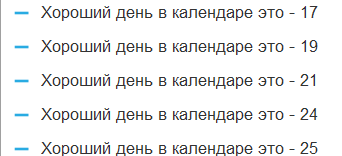 Хороший день в календаре это - 17
Хороший день в календаре это - 19
Хороший день в календаре это - 21
Хороший день в календаре это - 24
Хороший день в календаре это - 25